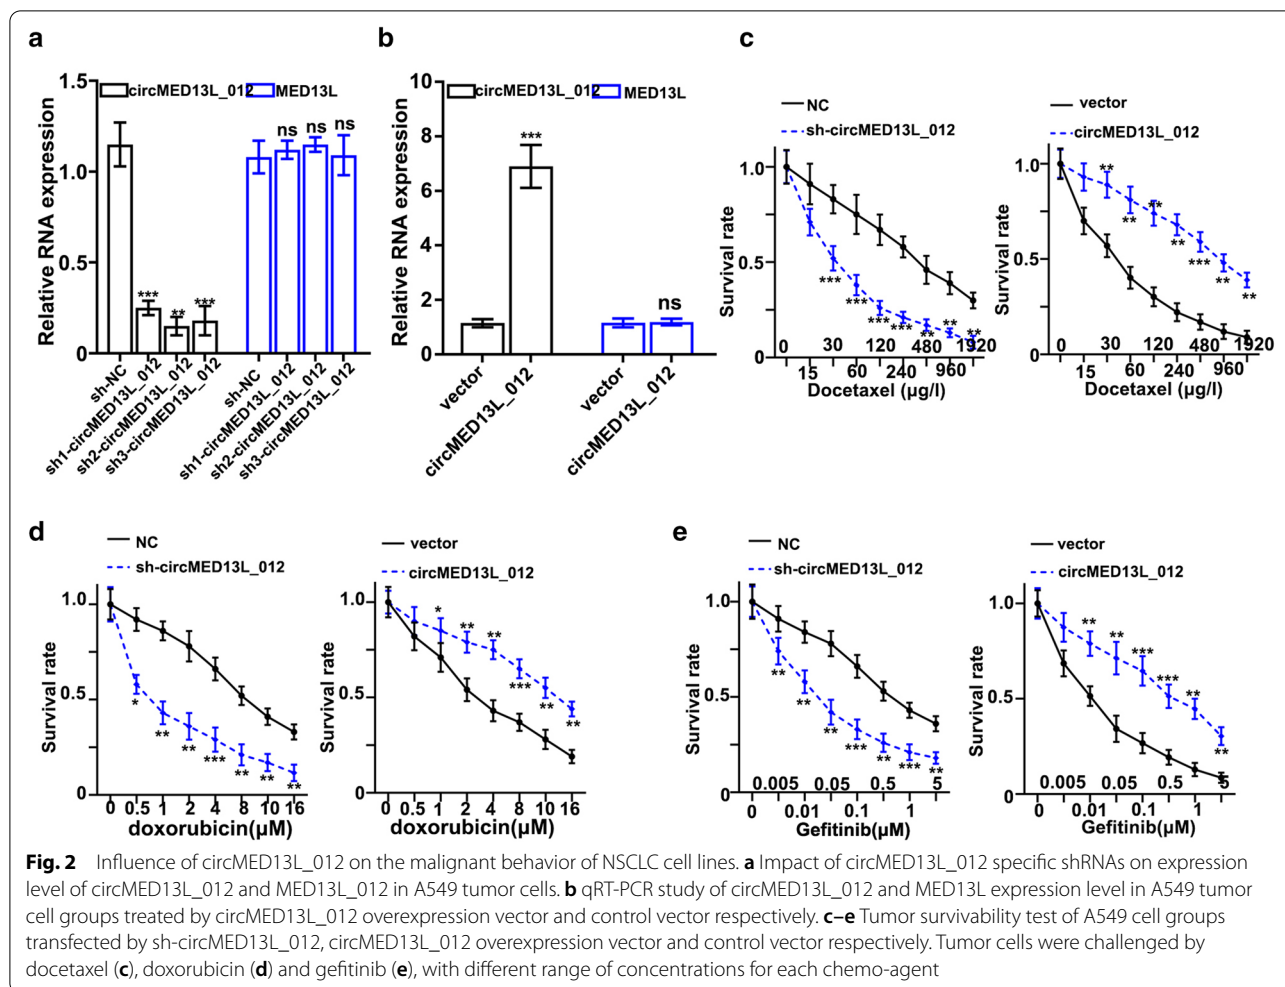 a
1.5
1.0
0.5
0.0
Relative RNA expression
circMED13L_012
MED13L
***
**
***
ns
ns
ns
sh-NC
sh1-circMED13L_012
sh2-circMED13L_012
sh3-circMED13L_012
sh-NC
sh1-circMED13L_012
sh2-circMED13L_012
sh3-circMED13L_012
b
10
8
6
4
2
0
Relative RNA expression
circMED13L_012
MED13L
***
ns
vector
circMED13L_012
vector
circMED13L_012
c
NC
sh-circMED13L_012
1.0
0.5
0
Survival rate
***
***
***
***
**
**
**
0 30 120 480 1920
15 60 240 960
Docetaxel (µg/l)
vector
circMED13L_012
1.0
0.5
0
Survival rate
**
**
**
**
***
**
**
0 30 120 480 1920
15 60 240 960
Docetaxel (µg/l)
d
NC
sh-circMED13L_012
1.0
0.5
0
Survival rate
*
**
**
***
**
**
**
0 0.5 1 2 4 8 10 16
doxorubicin(µM)
vector
circMED13L_012
1.0
0.5
0
Survival rate
*
**
**
***
**
**
0 0.5 1 2 4 8 10 16
doxorubicin(µM)
e
NC
sh-circMED13L_012
1.0
0.5
0
Survival rate
**
**
**
***
**
***
**
0.005 0.05 0.5 5
0 0.01 0.1 1
Gefitinib(µM)
vector
circMED13L_012
1.0
0.5
0
Survival rate
**
**
***
***
**
**
0.005 0.05 0.5 5
0 0.01 0.1 1
Gefitinib(µM)
Fig. 2 Influence of circMED13L_012 on the malignant behavior of NSCLC cell lines. a Impact of circMED13L_012 specific shRNAs on expression
level of circMED13L_012 and MED13L_012 in A549 tumor cells. b qRT-PCR study of circMED13L_012 and MED13L expression level in A549 tumor
cell groups treated by circMED13L_012 overexpression vector and control vector respectively. c–e Tumor survivability test of A549 cell groups
transfected by sh-circMED13L_012, circMED13L_012 overexpression vector and control vector respectively. Tumor cells were challenged by
docetaxel (c), doxorubicin (d) and gefitinib (e), with different range of concentrations for each chemo-agent